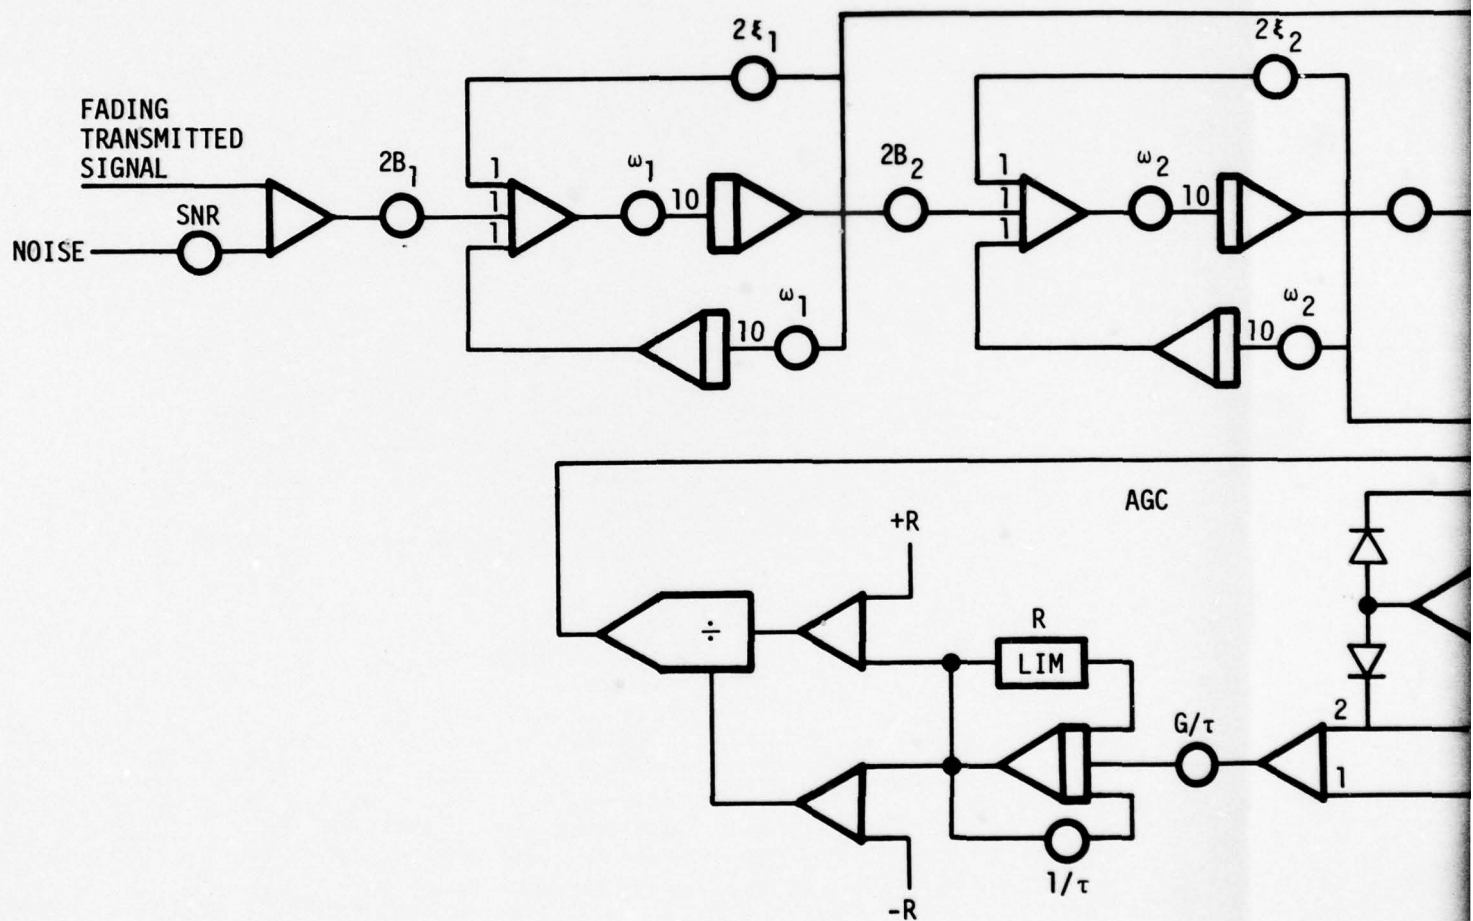 2ξ1
2ξ2
FADING
TRANSMITTED
SIGNAL
2B1
1
1
1
ω1
10
2B2
1
1
1
ω2
10
SNR
NOISE
ω1
10
ω2
10
AGC
+R
÷
R
LIM
G/τ
2
1
1/τ
-R